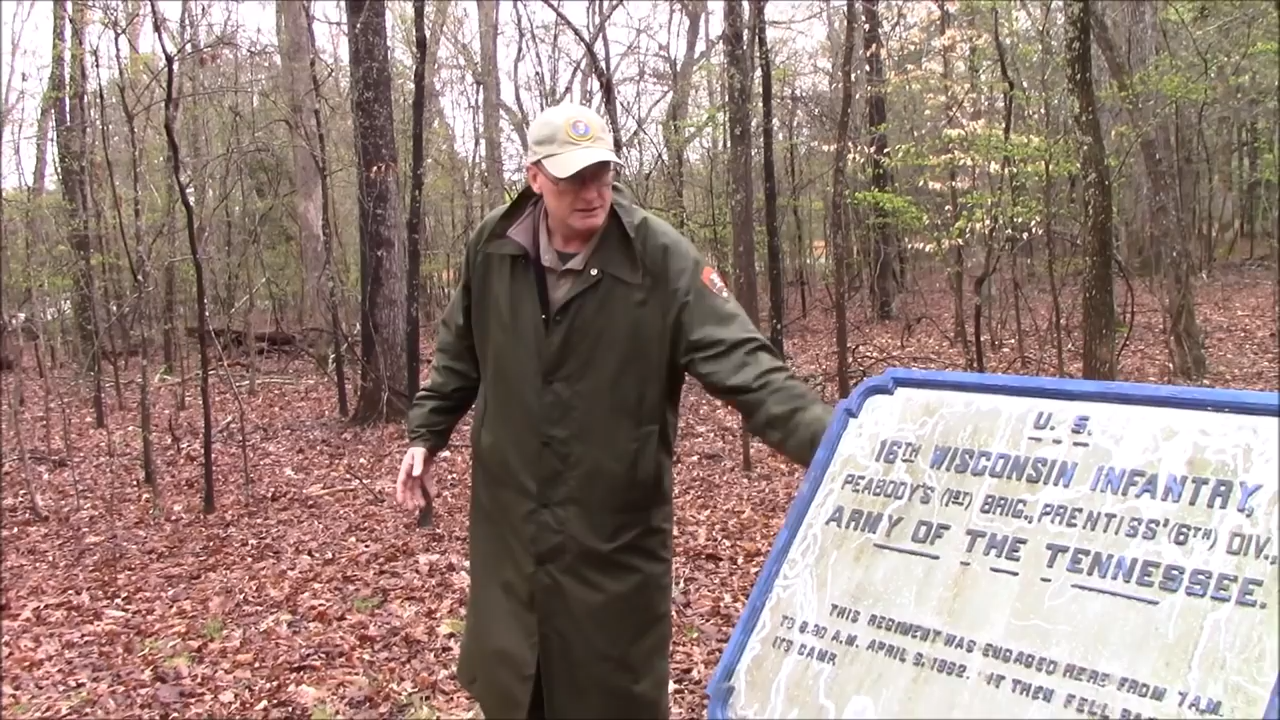 U. S.
16TH WISCONSIN INFANTRY,
PEABODY'S (1ST) BRIG., PRENTISS' (6TH) DIV.,
ARMY OF THE TENNESSEE.
THIS REGIMENT WAS ENGAGED HERE FROM 7 A.M.
TO 8.30 A.M. APRIL 6, 1862. IT THEN FELL
ITS CAMP